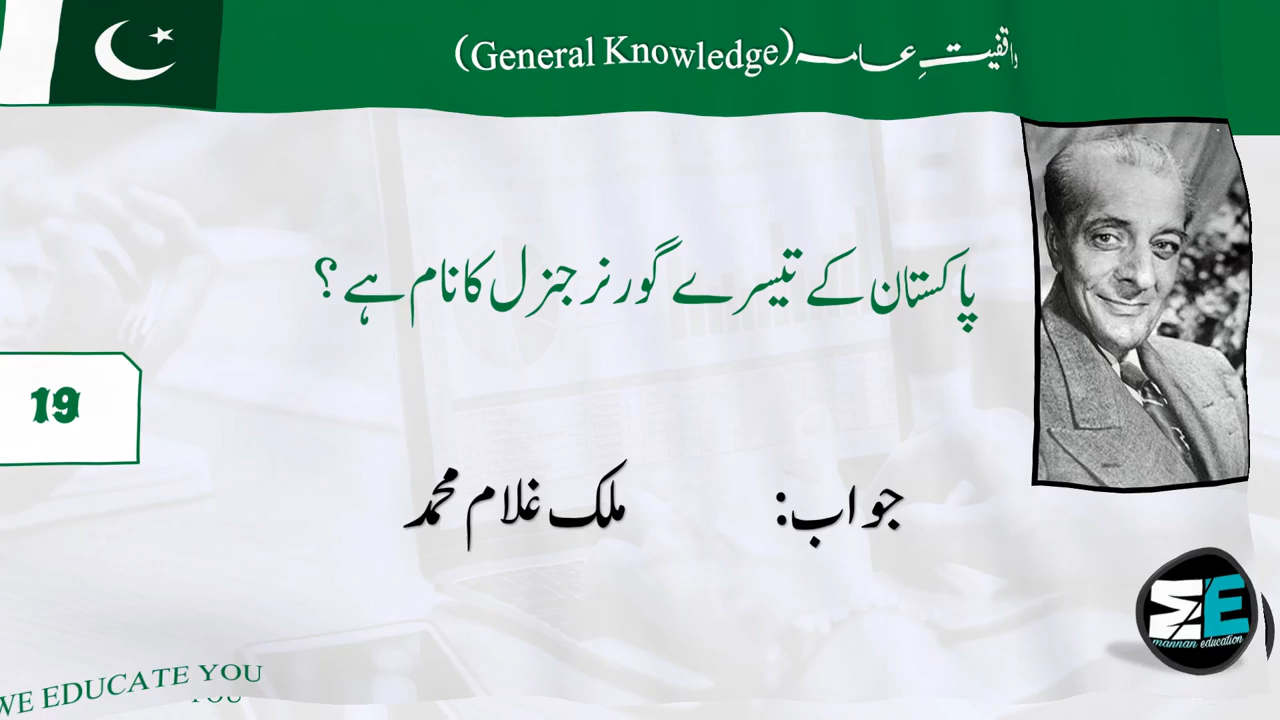 واقفیتِ عامہ (General Knowledge)
پاکستان کے تیسرے گورنر جنرل کا نام ہے ؟
19
جواب: ملک غلام محمد
mannan education
WE EDUCATE YOU
YOU